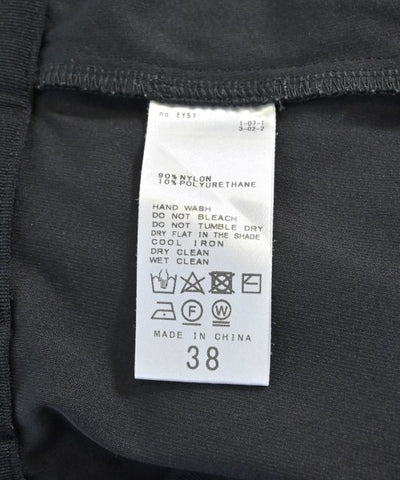 no. EY57
1-07-1
3-02-2
90% NYLON
10% POLYURETHANE
HAND WASH
DO NOT BLEACH
DO NOT TUMBLE DRY
DRY FLAT IN THE SHADE
COOL IRON
DRY CLEAN
WET CLEAN
F W
MADE IN CHINA
38